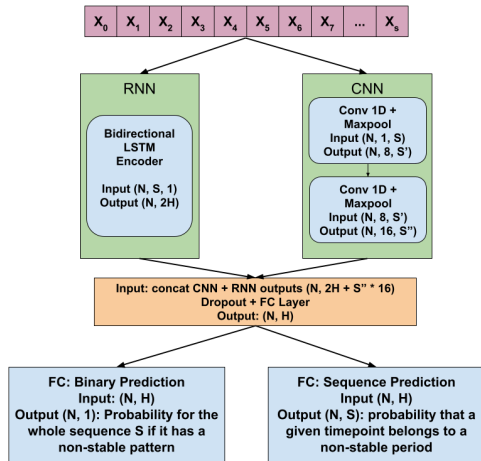 X0 X1 X2 X3 X4 X5 X6 X7 ... Xs
RNN
Bidirectional
LSTM
Encoder
Input (N, S, 1)
Output (N, 2H)
CNN
Conv 1D +
Maxpool
Input (N, 1, S)
Output (N, 8, S')
Conv 1D +
Maxpool
Input (N, 8, S')
Output (N, 16, S")
Input: concat CNN + RNN outputs (N, 2H + S" * 16)
Dropout + FC Layer
Output: (N, H)
FC: Binary Prediction
Input: (N, H)
Output (N, 1): Probability for the
whole sequence S if it has a
non-stable pattern
FC: Sequence Prediction
Input (N, H)
Output (N, S): probability that a
given timepoint belongs to a
non-stable period